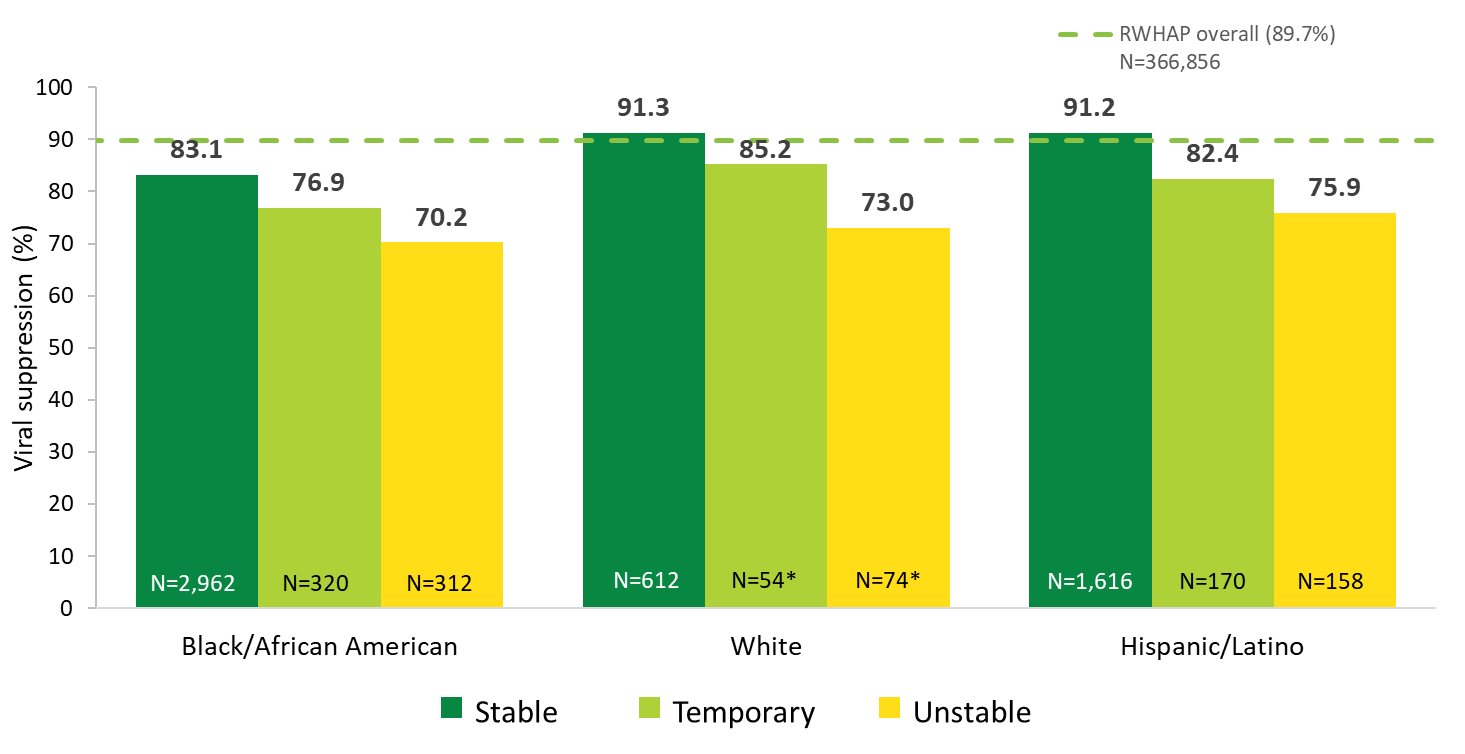 RWHAP overall (89.7%)
N=366,856
Viral suppression (%)
100
90
80
70
60
50
40
30
20
10
0
83.1
76.9
70.2
91.3
85.2
73.0
91.2
82.4
75.9
N=2,962
N=320
N=312
N=612
N=54*
N=74*
N=1,616
N=170
N=158
Black/African American
White
Hispanic/Latino
Stable
Temporary
Unstable